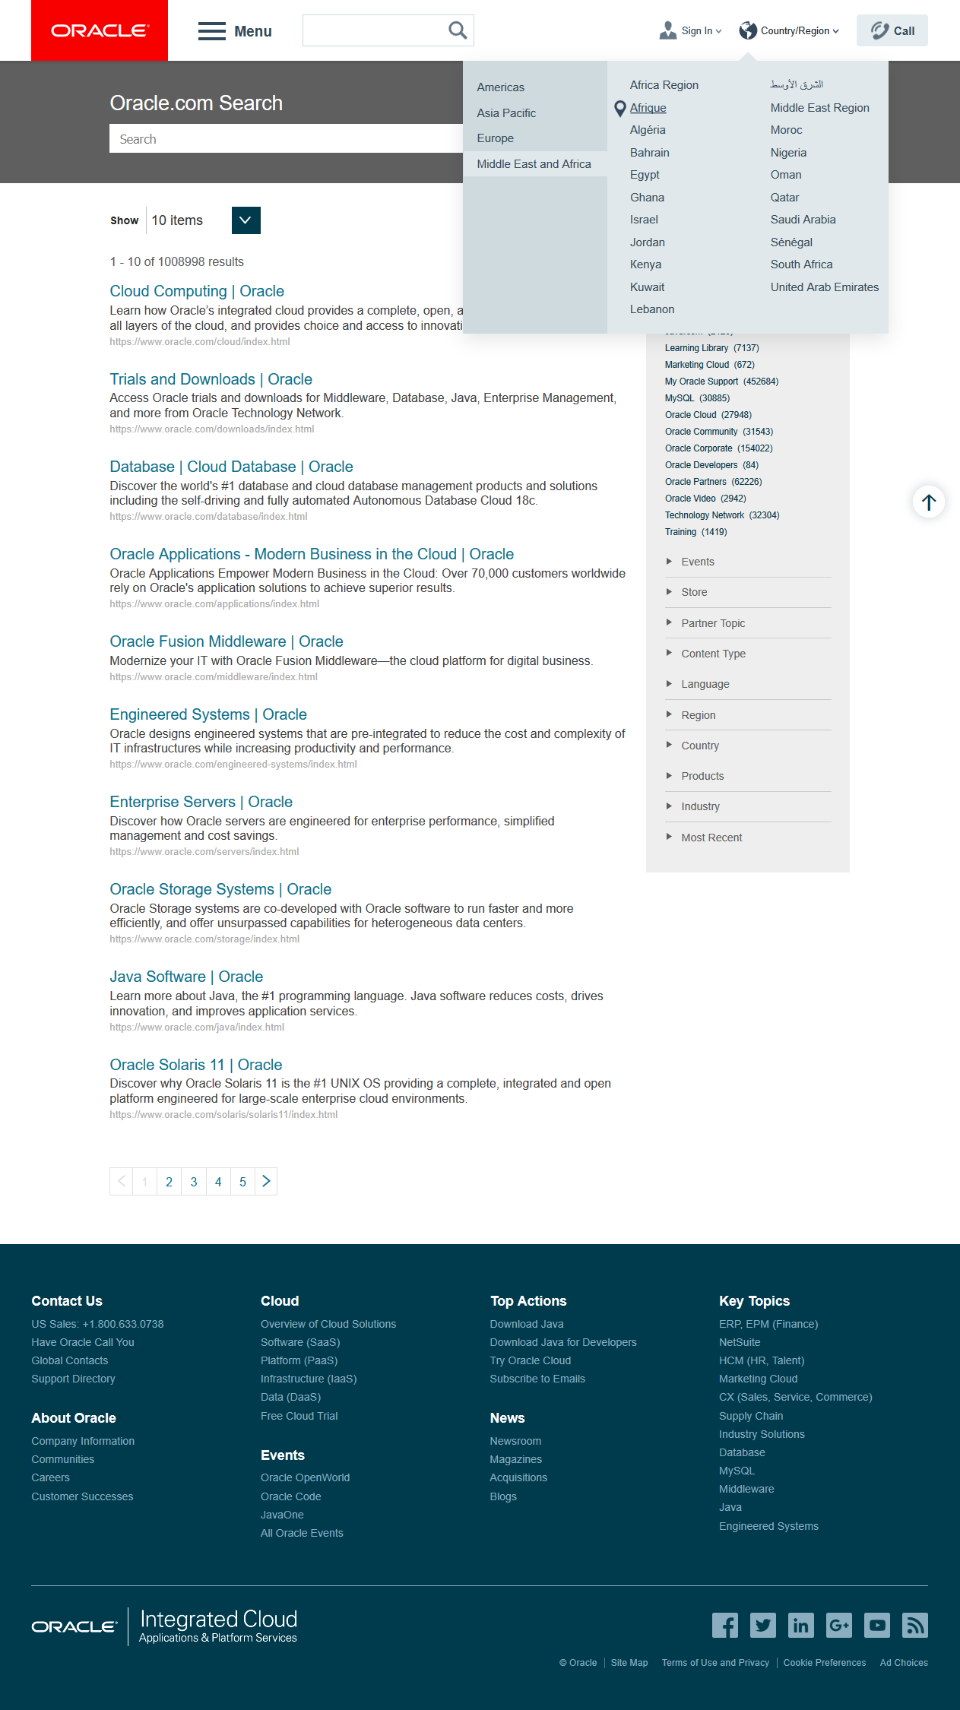 ORACLE
Menu
Sign In
Country/Region
Call
Americas
Asia Pacific
Europe
Middle East and Africa
Africa Region
Afrique
Algéria
Bahrain
Egypt
Ghana
Israel
Jordan
Kenya
Kuwait
Lebanon
الشرق الأوسط
Middle East Region
Moroc
Nigeria
Oman
Qatar
Saudi Arabia
Sénégal
South Africa
United Arab Emirates
Oracle.com Search
Search
Show
10 items
1 - 10 of 1008998 results
Cloud Computing | Oracle
Learn how Oracle's integrated cloud provides a complete, open, a
all layers of the cloud, and provides choice and access to innovati
https://www.oracle.com/cloud/index.html
Trials and Downloads | Oracle
Access Oracle trials and downloads for Middleware, Database, Java, Enterprise Management,
and more from Oracle Technology Network.
https://www.oracle.com/downloads/index.html
Database | Cloud Database | Oracle
Discover the world's #1 database and cloud database management products and solutions
including the self-driving and fully automated Autonomous Database Cloud 18c.
https://www.oracle.com/database/index.html
Oracle Applications - Modern Business in the Cloud | Oracle
Oracle Applications Empower Modern Business in the Cloud: Over 70,000 customers worldwide
rely on Oracle's application solutions to achieve superior results.
https://www.oracle.com/applications/index.html
Oracle Fusion Middleware | Oracle
Modernize your IT with Oracle Fusion Middleware—the cloud platform for digital business.
https://www.oracle.com/middleware/index.html
Engineered Systems | Oracle
Oracle designs engineered systems that are pre-integrated to reduce the cost and complexity of
IT infrastructures while increasing productivity and performance.
https://www.oracle.com/engineered-systems/index.html
Enterprise Servers | Oracle
Discover how Oracle servers are engineered for enterprise performance, simplified
management and cost savings.
https://www.oracle.com/servers/index.html
Oracle Storage Systems | Oracle
Oracle Storage systems are co-developed with Oracle software to run faster and more
efficiently, and offer unsurpassed capabilities for heterogeneous data centers.
https://www.oracle.com/storage/index.html
Java Software | Oracle
Learn more about Java, the #1 programming language. Java software reduces costs, drives
innovation, and improves application services.
https://www.oracle.com/java/index.html
Oracle Solaris 11 | Oracle
Discover why Oracle Solaris 11 is the #1 UNIX OS providing a complete, integrated and open
platform engineered for large-scale enterprise cloud environments.
https://www.oracle.com/solaris/solaris11/index.html
Learning Library (7137)
Marketing Cloud (672)
My Oracle Support (452684)
MySQL (30885)
Oracle Cloud (27948)
Oracle Community (31543)
Oracle Corporate (154022)
Oracle Developers (84)
Oracle Partners (62226)
Oracle Video (2942)
Technology Network (32304)
Training (1419)
Events
Store
Partner Topic
Content Type
Language
Region
Country
Products
Industry
Most Recent
1 2 3 4 5
Contact Us
US Sales: +1.800.633.0738
Have Oracle Call You
Global Contacts
Support Directory
About Oracle
Company Information
Communities
Careers
Customer Successes
Cloud
Overview of Cloud Solutions
Software (SaaS)
Platform (PaaS)
Infrastructure (IaaS)
Data (DaaS)
Free Cloud Trial
Events
Oracle OpenWorld
Oracle Code
JavaOne
All Oracle Events
Top Actions
Download Java
Download Java for Developers
Try Oracle Cloud
Subscribe to Emails
News
Newsroom
Magazines
Acquisitions
Blogs
Key Topics
ERP, EPM (Finance)
NetSuite
HCM (HR, Talent)
Marketing Cloud
CX (Sales, Service, Commerce)
Supply Chain
Industry Solutions
Database
MySQL
Middleware
Java
Engineered Systems
ORACLE
Integrated Cloud
Applications & Platform Services
© Oracle | Site Map Terms of Use and Privacy | Cookie Preferences Ad Choices